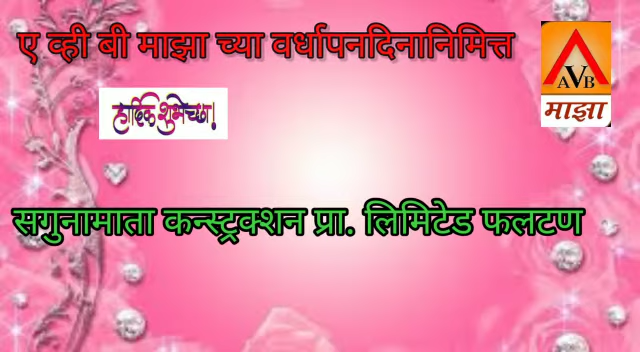 ए व्ही बी माझा च्या वर्धापनदिनानिमित्त
AVB
माझा
हार्दिक शुभेच्छा!
सगुनामाता कन्स्ट्रक्शन प्रा. लिमिटेड फलटण